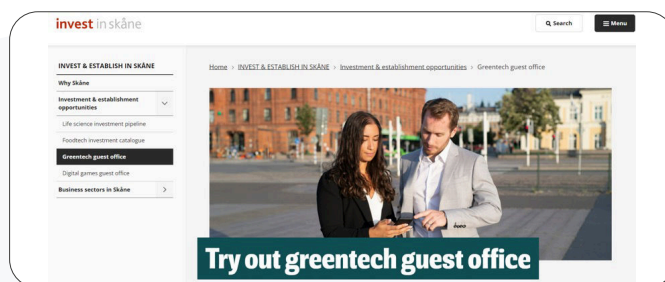 invest in skåne
Search
Menu
INVEST & ESTABLISH IN SKÅNE
Why Skåne
Investment & establishment
opportunities
Life science investment pipeline
Foodtech investment catalogue
Greentech guest office
Digital games guest office
Business sectors in Skåne
Home > INVEST & ESTABLISH IN SKÅNE > Investment & establishment opportunities > Greentech guest office
Try out greentech guest office